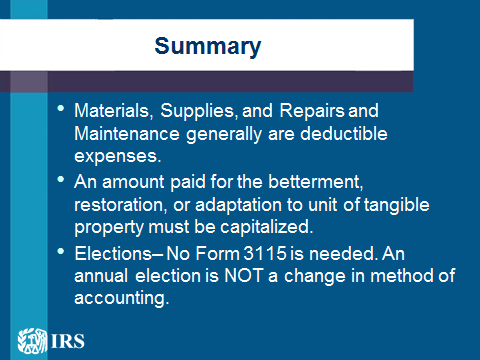 Summary
• Materials, Supplies, and Repairs and
Maintenance generally are deductible
expenses.
• An amount paid for the betterment,
restoration, or adaptation to unit of tangible
property must be capitalized.
• Elections– No Form 3115 is needed. An
annual election is NOT a change in method of
accounting.
IRS